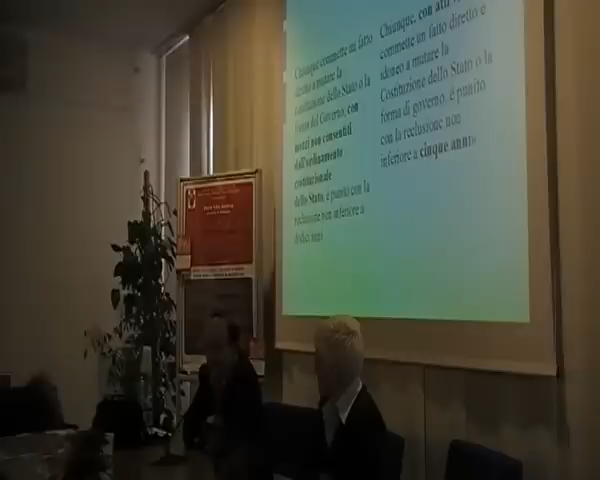 Chiunque commette un fatto
diretto a mutare la
costituzione dello Stato o la
forma del Governo, con
mezzi non consentiti
dall'ordinamento
costituzionale
dello Stato, è punito con la
reclusione non inferiore a
dodici anni
Chiunque, con atti
commette un fatto diretto e
idoneo a mutare la
Costituzione dello Stato o la
forma di governo, è punito
con la reclusione non
inferiore a cinque anni